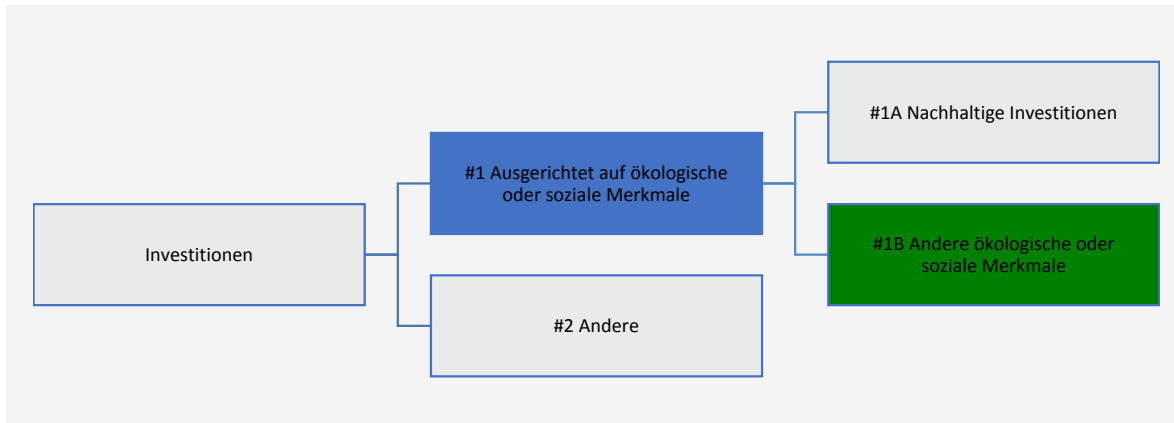 Investitionen
#1 Ausgerichtet auf ökologische
oder soziale Merkmale
#2 Andere
#1A Nachhaltige Investitionen
#1B Andere ökologische oder
soziale Merkmale